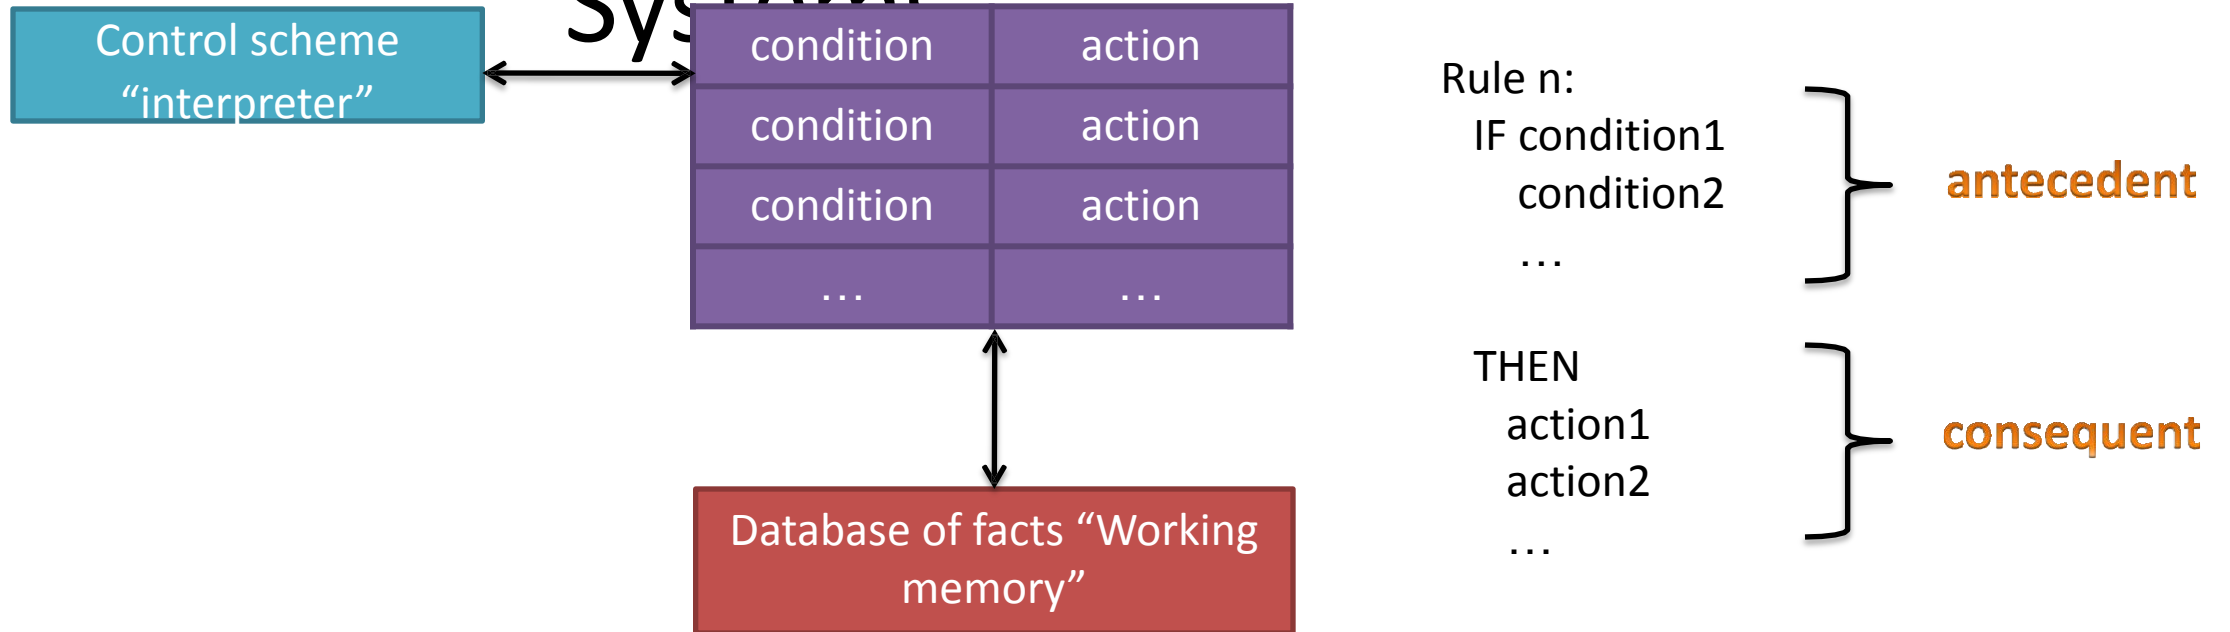 Control scheme
“interpreter”
condition action
condition action
condition action
… …
Database of facts “Working
memory”
Rule n:
IF condition1
condition2
…
antecedent
THEN
action1
action2
…
consequent